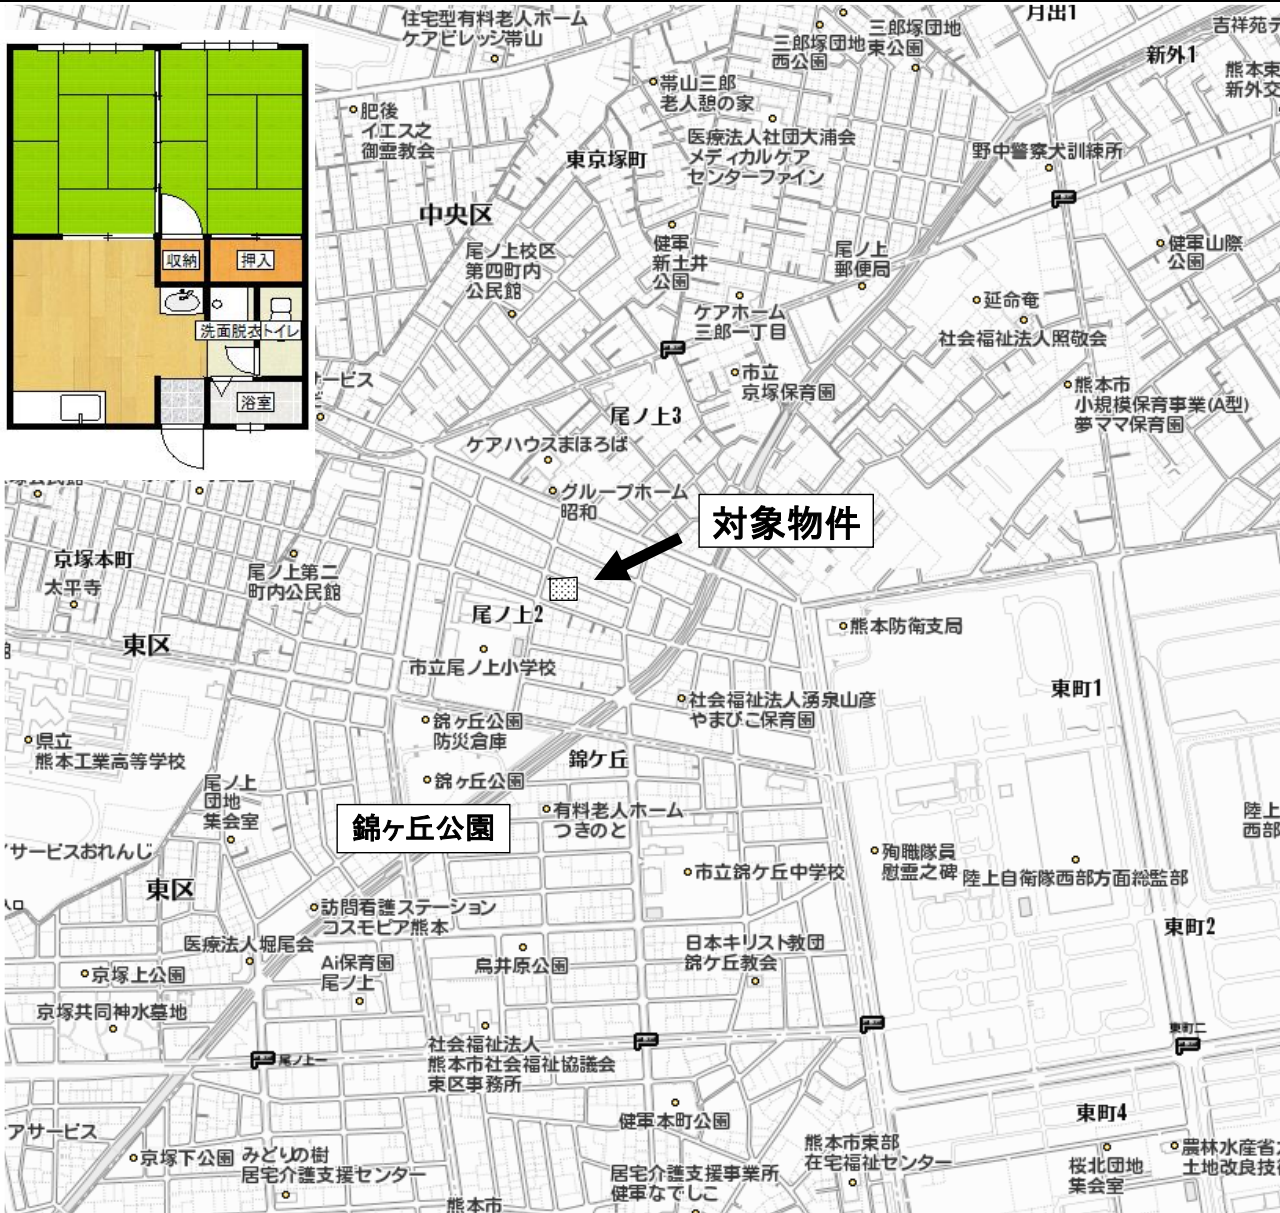 住宅型有料老人ホーム
ケアビレッジ帯山
三郎塚団地
西公園
三郎塚団地
東公園
月出1
吉祥苑デ
新外1
熊本東
新外交
収納
押入
洗面脱衣
トイレ
浴室
肥後
イエス之
御霊教会
帯山三郎
老人憩の家
医療法人社団大浦会
メディカルケア
センターファイン
東京塚町
野中警察犬訓練所
中央区
尾ノ上校区
第四町内
公民館
健軍
新土井
公園
尾ノ上
郵便局
健軍山際
公園
延命庵
社会福祉法人照敬会
ケアホーム
三郎一丁目
市立
京塚保育園
熊本市
小規模保育事業(A型)
夢ママ保育園
ービス
尾ノ上3
ケアハウスまほろば
グループホーム
昭和
対象物件
京塚本町
太平寺
尾ノ上第二
町内公民館
尾ノ上2
市立尾ノ上小学校
東区
熊本防衛支局
東町1
社会福祉法人湧泉山彦
やまびこ保育園
錦ヶ丘公園
防災倉庫
県立
熊本工業高等学校
錦ケ丘
錦ヶ丘公園
尾ノ上
団地
集会室
錦ヶ丘公園
有料老人ホーム
つきのと
陸上
西部
サービスおれんじ
市立錦ケ丘中学校
殉職隊員
慰霊之碑
陸上自衛隊西部方面総監部
東区
入口
訪問看護ステーション
コスモピア熊本
東町2
医療法人堀尾会
Ai保育園
尾ノ上
鳥井原公園
日本キリスト教団
錦ケ丘教会
京塚上公園
京塚共同神水墓地
東町二
尾ノ上一
社会福祉法人
熊本市社会福祉協議会
東区事務所
健軍本町公園
東町4
アサービス
京塚下公園
みどりの樹
居宅介護支援センター
熊本市東部
在宅福祉センター
居宅介護支援事業所
健軍なでしこ
桜北団地
集会室
農林水産省
土地改良技
熊本市